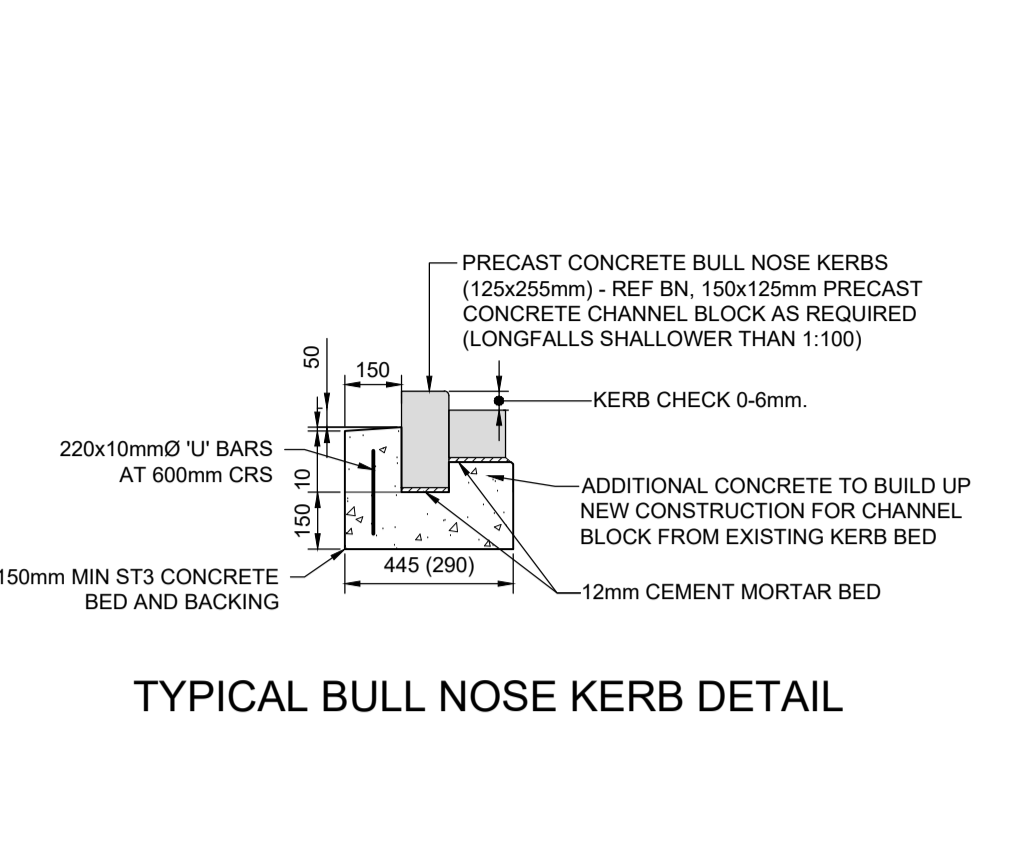 PRECAST CONCRETE BULL NOSE KERBS
(125x255mm) - REF BN, 150x125mm PRECAST
CONCRETE CHANNEL BLOCK AS REQUIRED
(LONGFALLS SHALLOWER THAN 1:100)
50
150
KERB CHECK 0-6mm.
220x10mmØ 'U' BARS
AT 600mm CRS
10
150
ADDITIONAL CONCRETE TO BUILD UP
NEW CONSTRUCTION FOR CHANNEL
BLOCK FROM EXISTING KERB BED
445 (290)
150mm MIN ST3 CONCRETE
BED AND BACKING
12mm CEMENT MORTAR BED
TYPICAL BULL NOSE KERB DETAIL